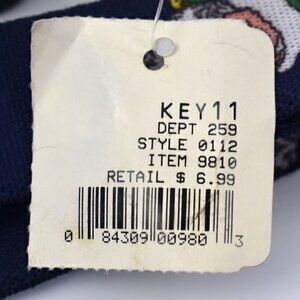 KEY11
DEPT 259
STYLE 0112
ITEM 9810
RETAIL $ 6.99
0 84309 00980 3